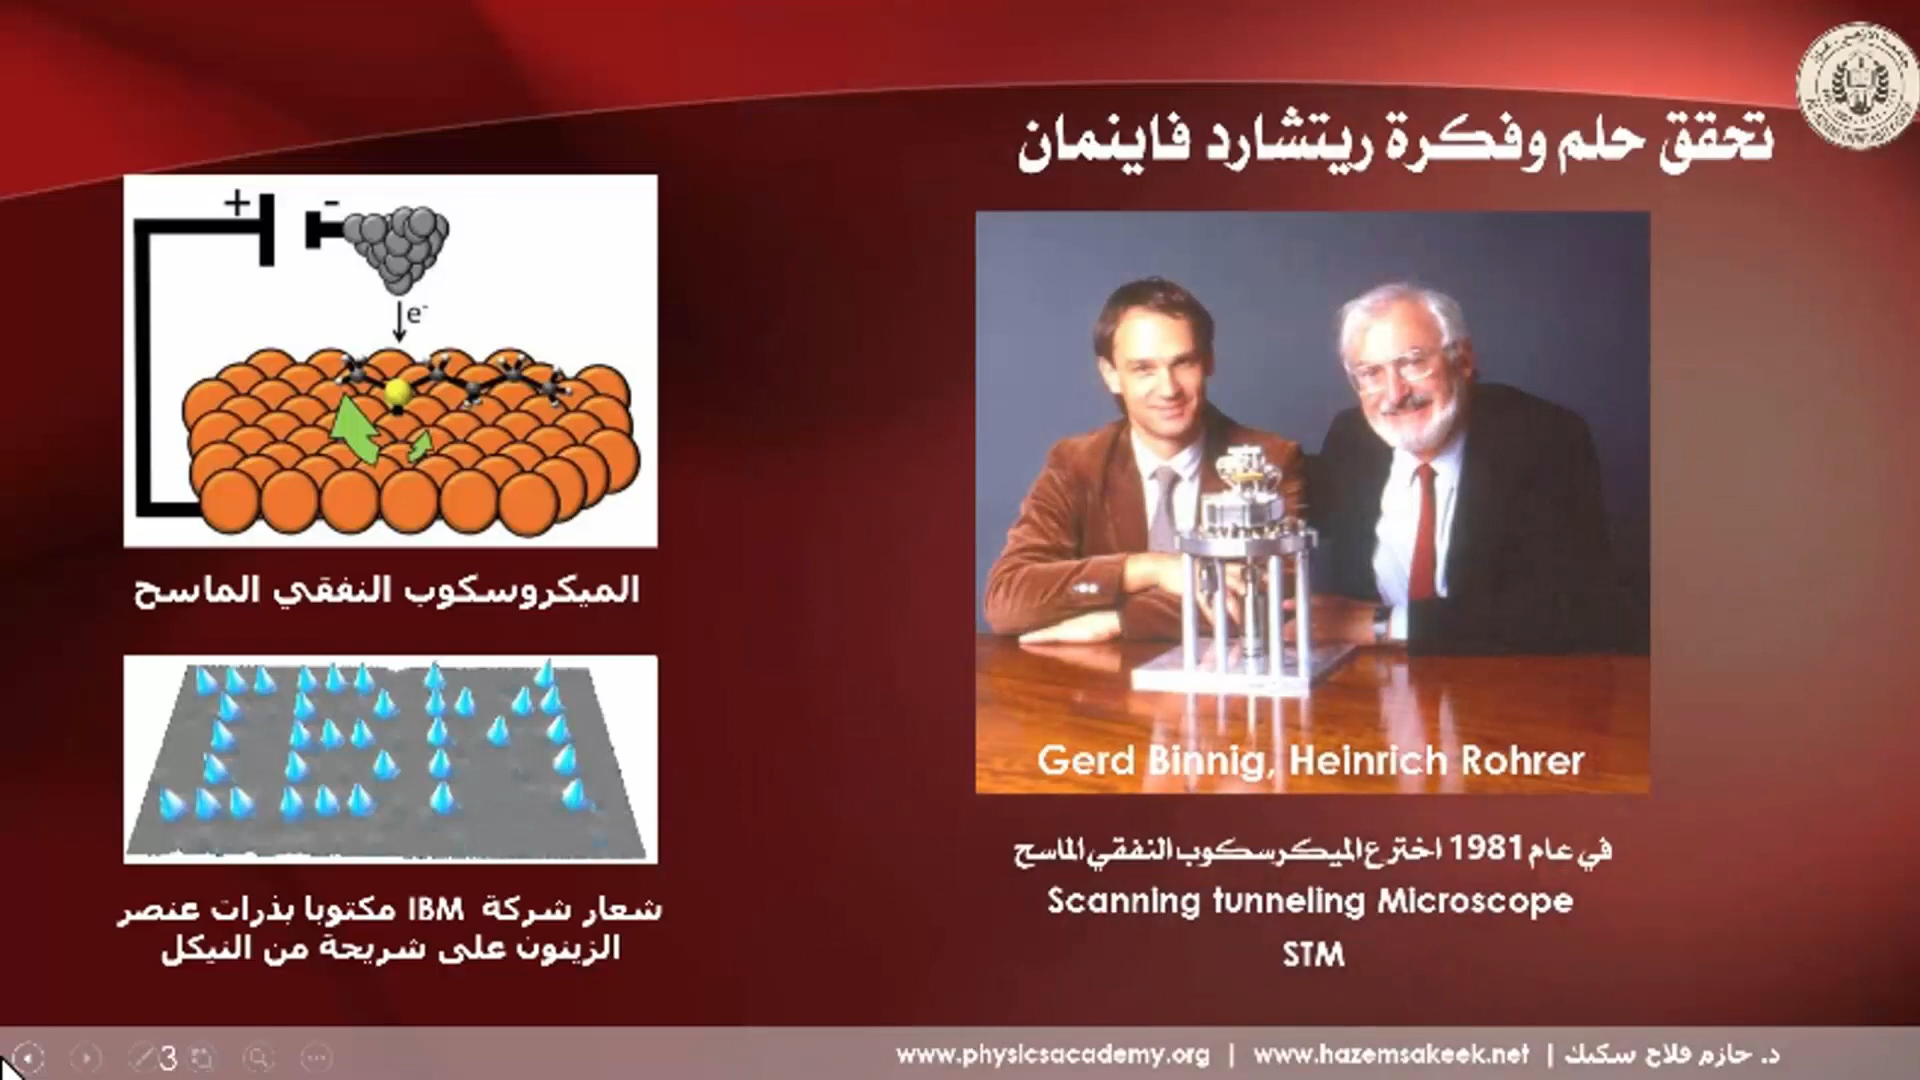 تحقق حلم وفكرة ريتشارد فاينمان
+ -
e-
الميكروسكوب النفقي الماسح
Gerd Binnig, Heinrich Rohrer
في عام 1981 اخترع الميكرسكوب النفقي الماسح
Scanning tunneling Microscope
STM
IBM
شعار شركة IBM مكتوبا بذرات عنصر
الزينون على شريحة من النيكل
3
www.physicsacademy.org | www.hazemsakeek.net | د. حازم فلاح سكيك